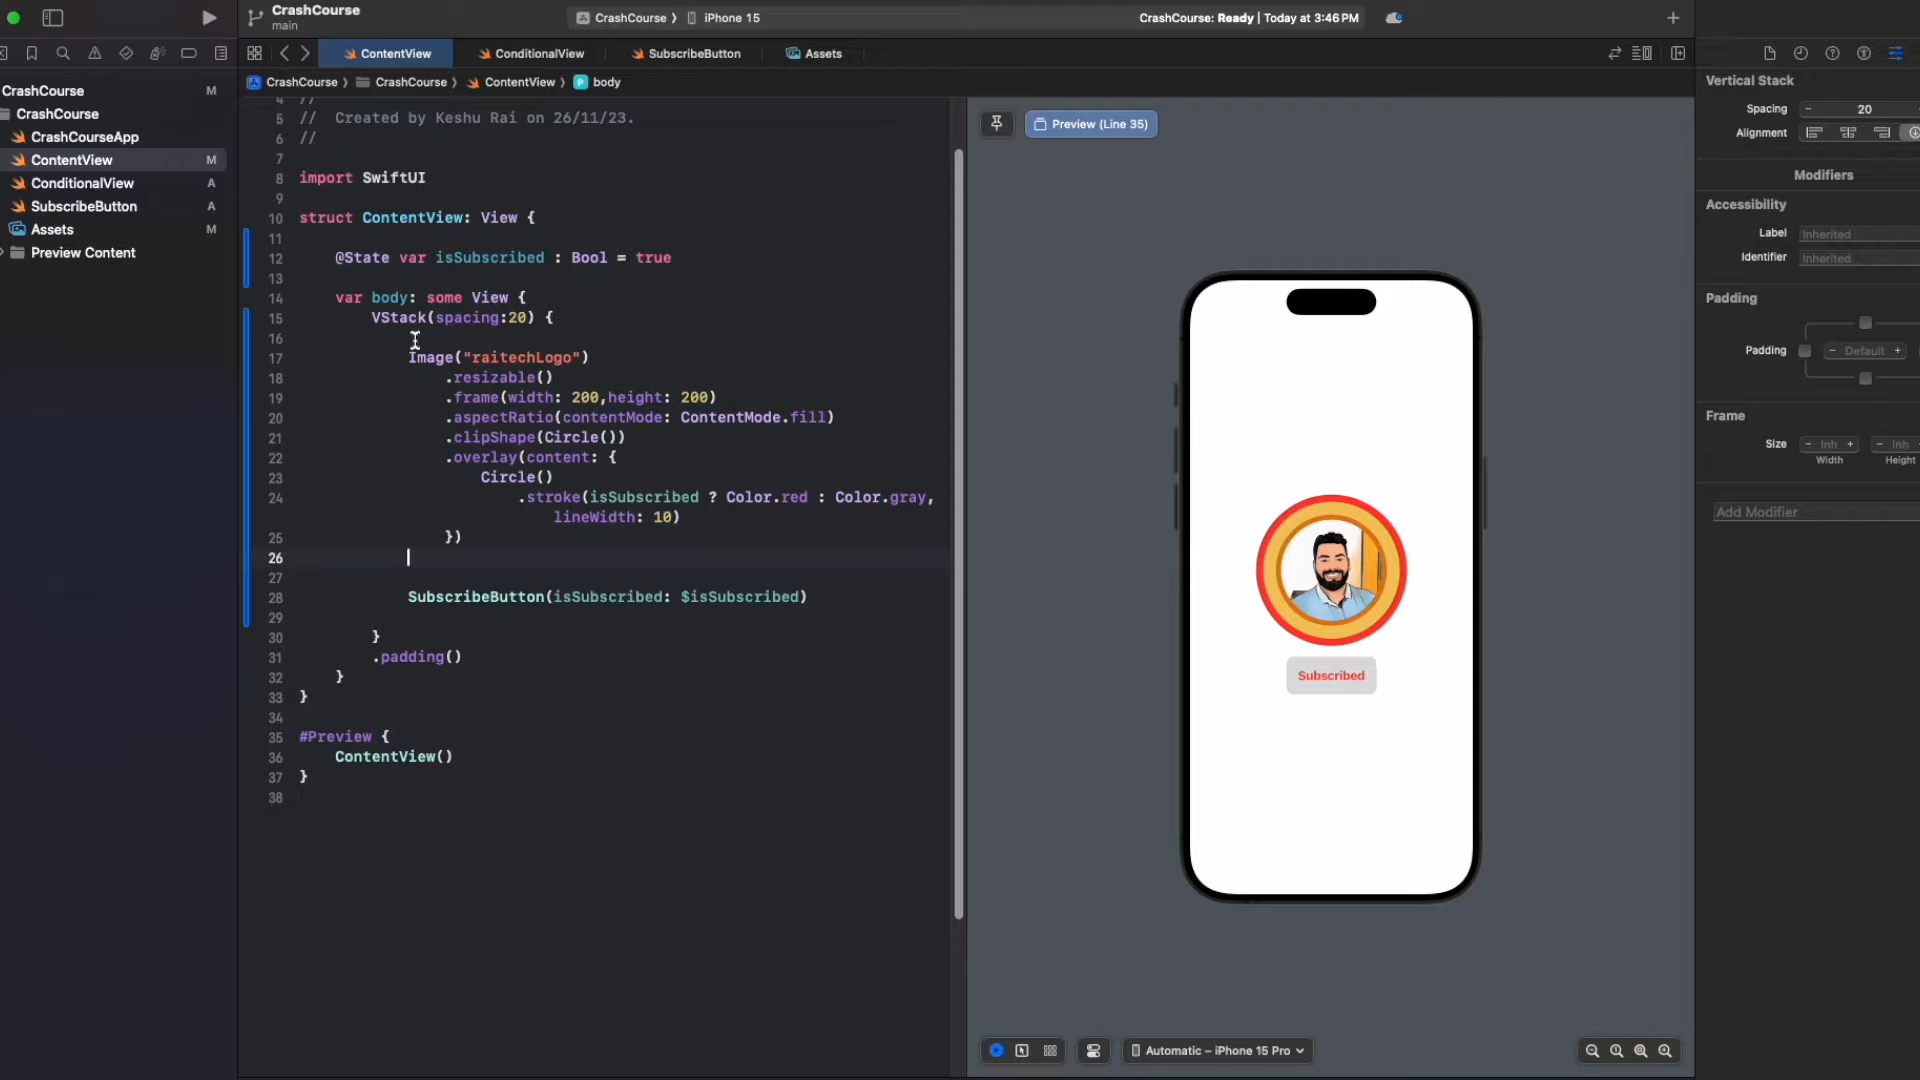 CrashCourse
main
CrashCourse
iPhone 15
CrashCourse: Ready | Today at 3:46 PM
ContentView
ConditionalView
SubscribeButton
Assets
CrashCourse
CrashCourse
ContentView
body
CrashCourse M
CrashCourse
CrashCourseApp
ContentView M
ConditionalView A
SubscribeButton A
Assets M
Preview Content
4 //
5 //  Created by Keshu Rai on 26/11/23.
6 //
7
8 import SwiftUI
9
10 struct ContentView: View {
11
12     @State var isSubscribed : Bool = true
13
14     var body: some View {
15         VStack(spacing:20) {
16
17             Image("raitechLogo")
18                 .resizable()
19                 .frame(width: 200,height: 200)
20                 .aspectRatio(contentMode: ContentMode.fill)
21                 .clipShape(Circle())
22                 .overlay(content: {
23                     Circle()
24                         .stroke(isSubscribed ? Color.red : Color.gray,
lineWidth: 10)
25                 })
26
27
28             SubscribeButton(isSubscribed: $isSubscribed)
29
30         }
31         .padding()
32     }
33 }
34
35 #Preview {
36     ContentView()
37 }
38
Preview (Line 35)
Subscribed
Automatic – iPhone 15 Pro
Vertical Stack
Spacing - 20
Alignment
Modifiers
Accessibility
Label Inherited
Identifier Inherited
Padding
Padding - Default +
Frame
Size - Inh + - Inh +
Width Height
Add Modifier